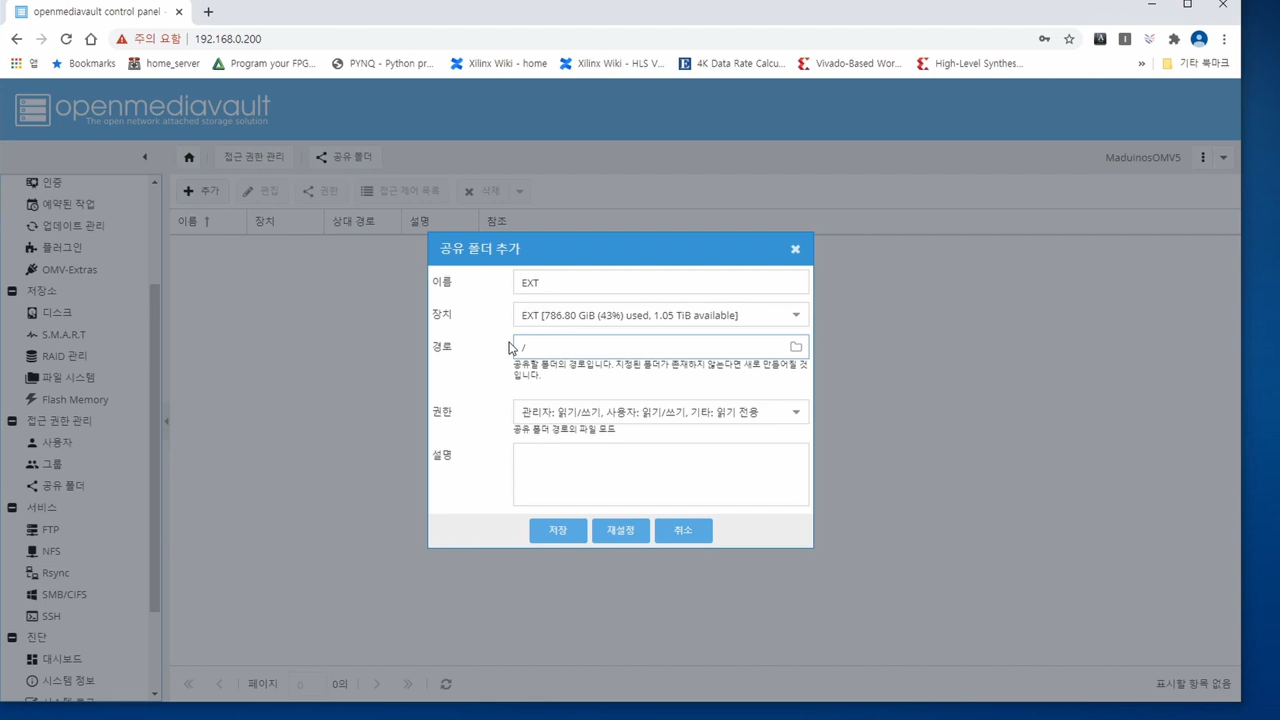 openmediavault control panel -
주의 요함
192.168.0.200
앱
Bookmarks
home_server
Program your FPG...
PYNQ - Python pr...
Xilinx Wiki - home
Xilinx Wiki - HLS V...
4K Data Rate Calcu...
Vivado-Based Wor...
High-Level Synthes...
»
기타 북마크
openmediavault
The open network attached storage solution
접근 권한 관리
공유 폴더
MaduinosOMV5
인증
예약된 작업
업데이트 관리
플러그인
OMV-Extras
저장소
디스크
S.M.A.R.T
RAID 관리
파일 시스템
Flash Memory
접근 권한 관리
사용자
그룹
공유 폴더
서비스
FTP
NFS
Rsync
SMB/CIFS
SSH
진단
대시보드
시스템 정보
추가
편집
권한
접근 제어 목록
삭제
이름
장치
상대 경로
설명
참조
공유 폴더 추가
이름
EXT
장치
EXT [786.80 GiB (43%) used, 1.05 TiB available]
경로
/
공유할 폴더의 경로입니다. 지정된 폴더가 존재하지 않는다면 새로 만들어질 것
입니다.
권한
관리자: 읽기/쓰기, 사용자: 읽기/쓰기, 기타: 읽기 전용
공유 폴더 경로의 파일 모드
설명
저장
재설정
취소
페이지
0
0의
표시할 항목 없음